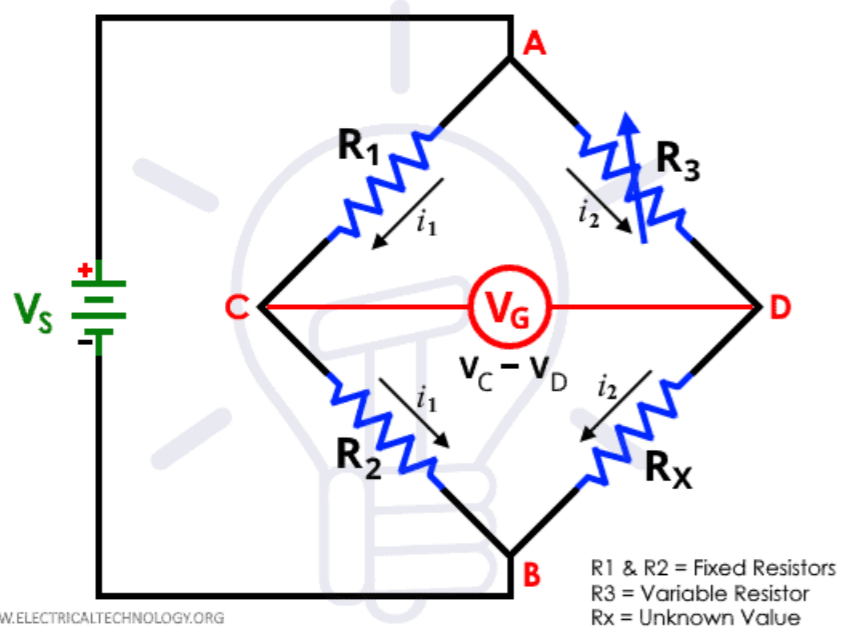 A
R1
R3
i1
i2
+
VS
-
C
VG
D
VC – VD
i1
i2
R2
RX
B
R1 & R2 = Fixed Resistors
R3 = Variable Resistor
Rx = Unknown Value
W.ELECTRICALTECHNOLOGY.ORG